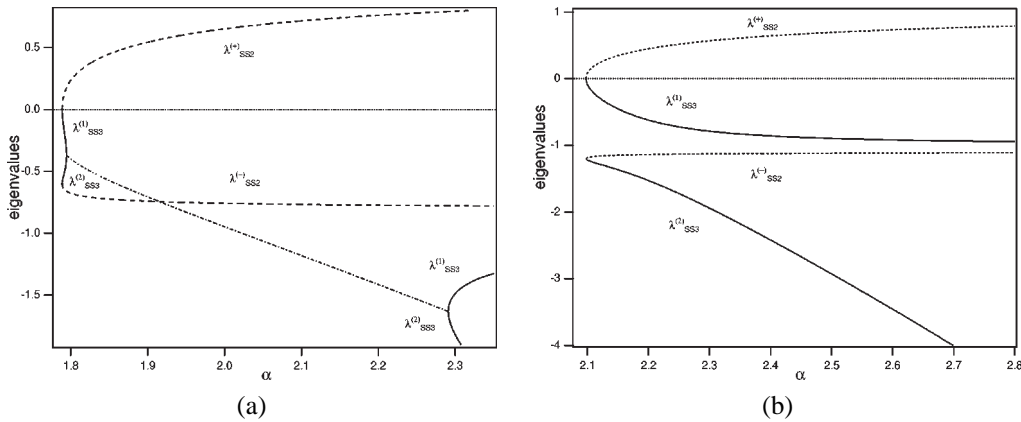 λ(+)SS2
λ(1)SS3
λ(2)SS3
λ(−)SS2
λ(1)SS3
λ(2)SS3
eigenvalues
0.5
0.0
-0.5
-1.0
-1.5
1.8
1.9
2.0
2.1
2.2
2.3
α
(a)
λ(+)SS2
λ(1)SS3
λ(−)SS2
λ(2)SS3
eigenvalues
1
0
-1
-2
-3
-4
2.1
2.2
2.3
2.4
2.5
2.6
2.7
2.8
α
(b)